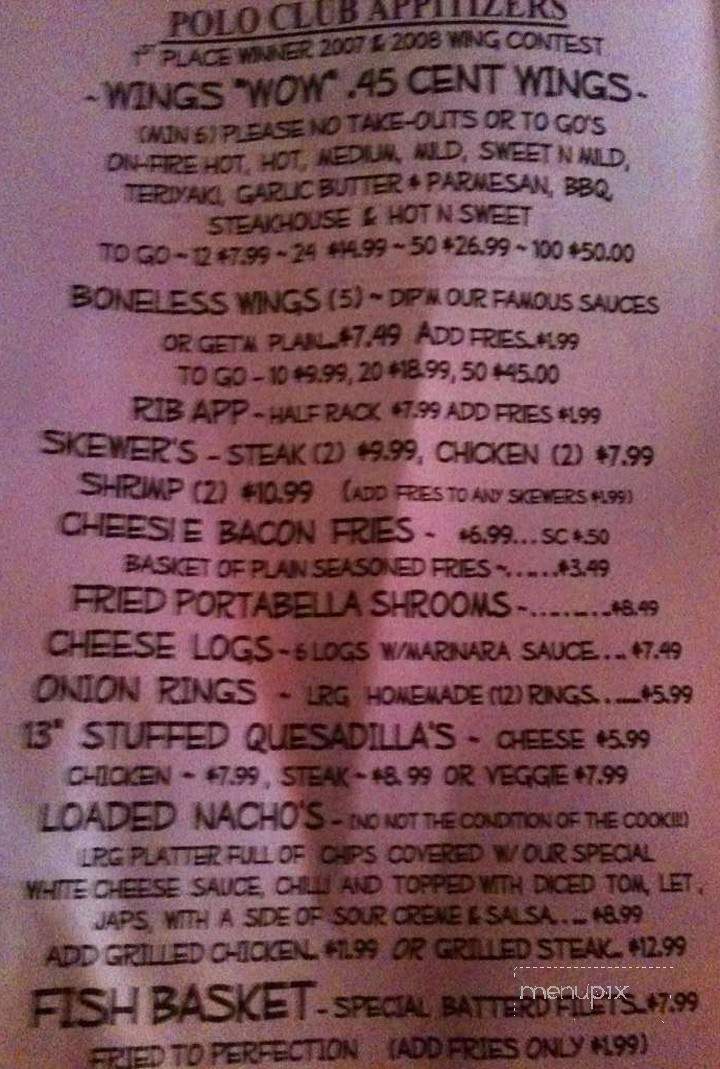 POLO CLUB APPITIZERS
1ST PLACE WINNER 2007 & 2008 WING CONTEST
~WINGS "WOW" .45 CENT WINGS~
(MIN 6) PLEASE NO TAKE-OUTS OR TO GO'S
ON-FIRE HOT, HOT, MEDIUM, MILD, SWEET N MILD,
TERIYAKI, GARLIC BUTTER & PARMESAN, BBQ,
STEAKHOUSE & HOT N SWEET
TO GO ~ 12 $7.99 ~ 24 $14.99 ~ 50 $26.99 ~ 100 $50.00
BONELESS WINGS (5) ~ DIP'M OUR FAMOUS SAUCES
OR GET'M PLAIN...$7.49 ADD FRIES..$1.99
TO GO - 10 $9.99, 20 $18.99, 50 $45.00
RIB APP - HALF RACK $7.99 ADD FRIES $1.99
SKEWER'S - STEAK (2) $9.99, CHICKEN (2) $7.99
SHRIMP (2) $10.99 (ADD FRIES TO ANY SKEWERS $1.99)
CHEESIE BACON FRIES - $6.99... SC $.50
BASKET OF PLAIN SEASONED FRIES ~......$3.49
FRIED PORTABELLA SHROOMS ~........$8.49
CHEESE LOGS ~ 6 LOGS W/MARINARA SAUCE.... $7.49
ONION RINGS ~ LRG HOMEMADE (12) RINGS......$5.99
13" STUFFED QUESADILLA'S ~ CHEESE $5.99
CHICKEN ~ $7.99, STEAK ~ $8.99 OR VEGGIE $7.99
LOADED NACHO'S - (NO NOT THE CONDITION OF THE COOK!!!)
LRG PLATTER FULL OF CHIPS COVERED W/ OUR SPECIAL
WHITE CHEESE SAUCE, CHILLI AND TOPPED WITH DICED TOM, LET,
JAPS, WITH A SIDE OF SOUR CREME & SALSA.... $8.99
ADD GRILLED CHICKEN.. $11.99 OR GRILLED STEAK.. $12.99
FISH BASKET - SPECIAL BATTERD FILETS..$7.99
menupix
FRIED TO PERFECTION (ADD FRIES ONLY $1.99)